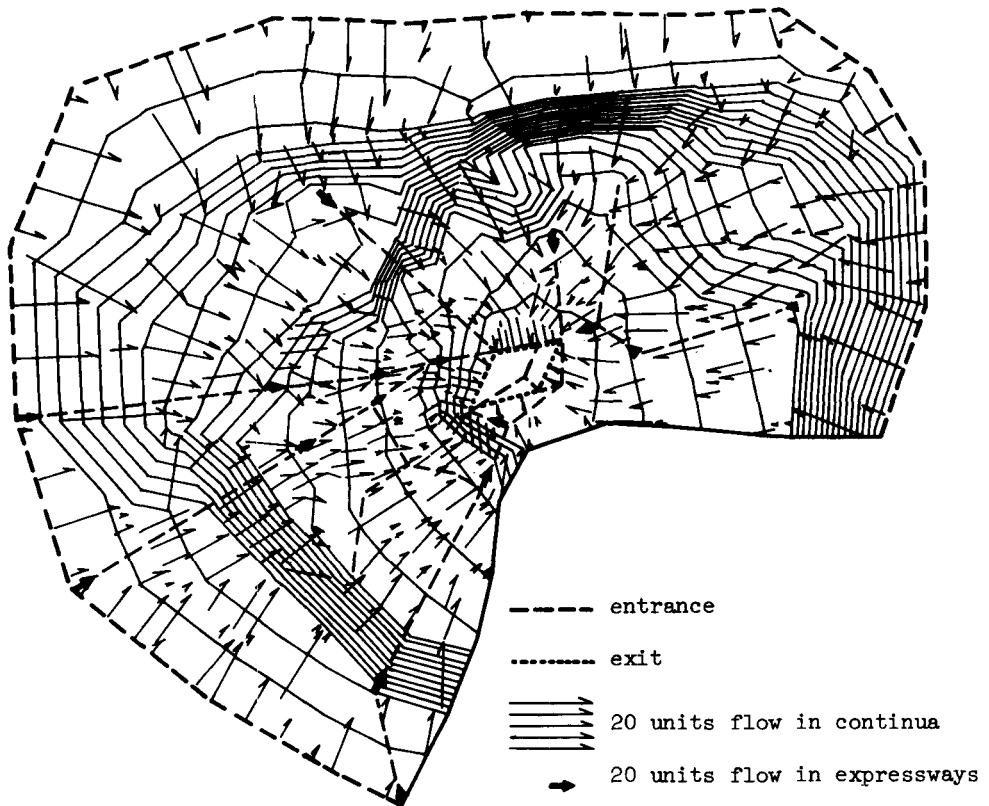 entrance
exit
20 units flow in continua
20 units flow in expressways